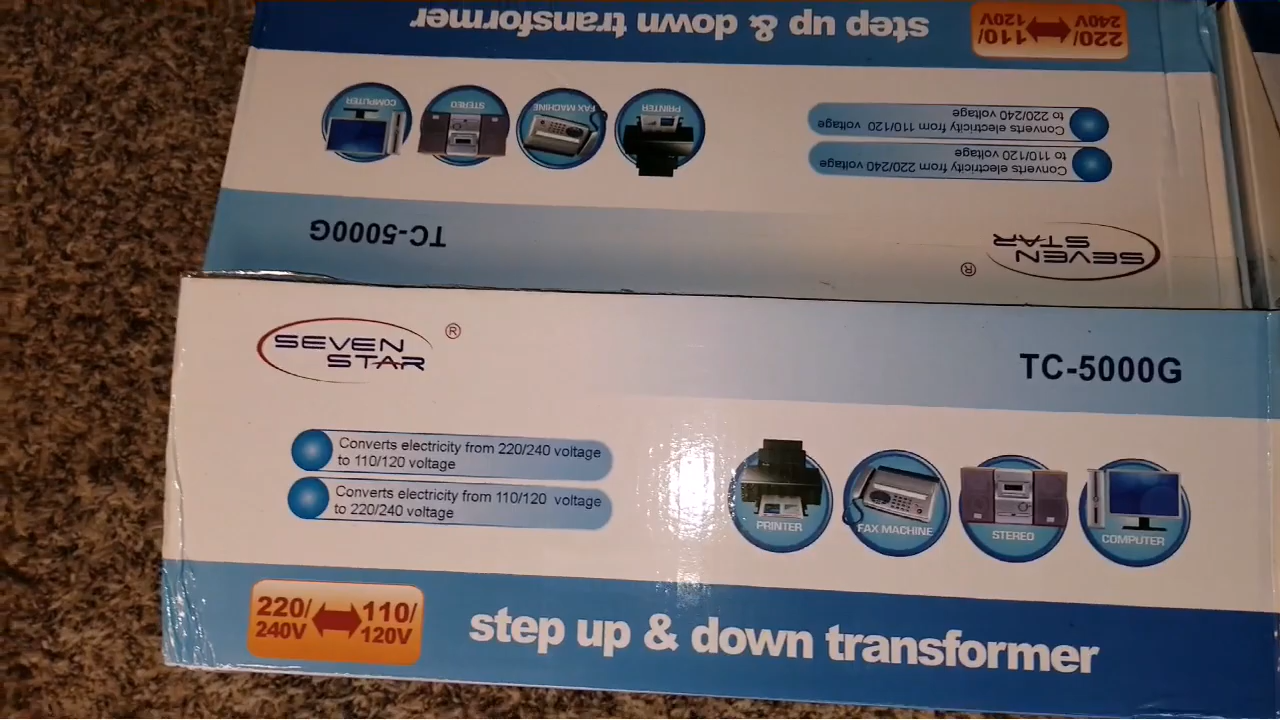 step up & down transformer
220/
240V
110/
120V
COMPUTER
STEREO
FAX MACHINE
PRINTER
Converts electricity from 110/120 voltage
to 220/240 voltage
Converts electricity from 220/240 voltage
to 110/120 voltage
TC-5000G
SEVEN
STAR
®
SEVEN
STAR
®
TC-5000G
Converts electricity from 220/240 voltage
to 110/120 voltage
Converts electricity from 110/120 voltage
to 220/240 voltage
PRINTER
FAX MACHINE
STEREO
COMPUTER
220/
240V
110/
120V
step up & down transformer